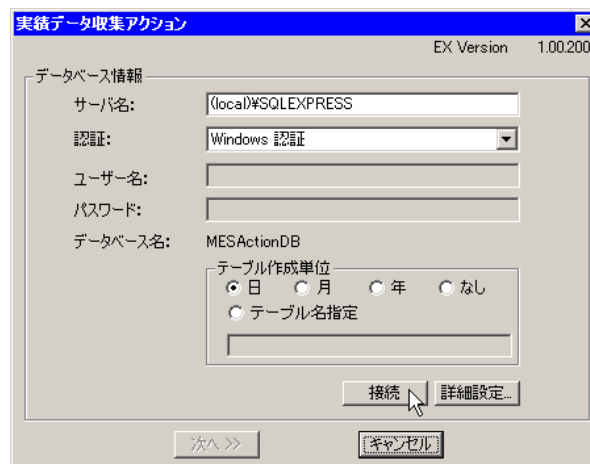 実績データ収集アクション
EX Version 1.00.200
データベース情報
サーバ名: (local)¥SQLEXPRESS
認証: Windows 認証
ユーザー名:
パスワード:
データベース名: MESActionDB
テーブル作成単位
日 月 年 なし
テーブル名指定
接続 詳細設定...
次へ >> キャンセル